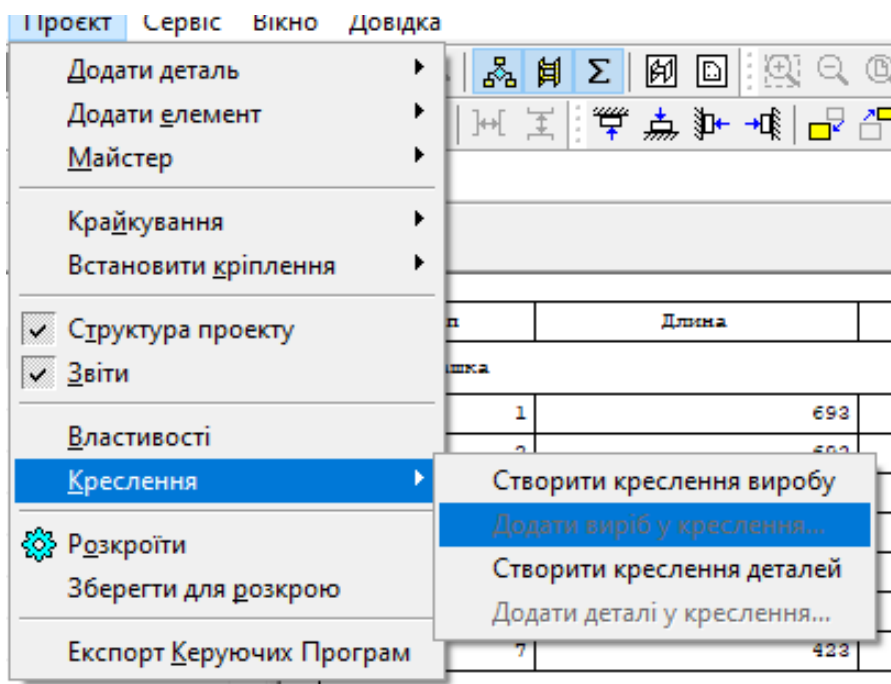 Проєкт Сервіс Вікно Довідка
Додати деталь
Додати елемент
Майстер
Крайкування
Встановити кріплення
Структура проекту
Звіти
Властивості
Креслення
Розкроїти
Зберегти для розкрою
Експорт Керуючих Програм
Створити креслення виробу
Додати виріб у креслення...
Створити креслення деталей
Додати деталі у креслення...
Длина
1 693
7 423